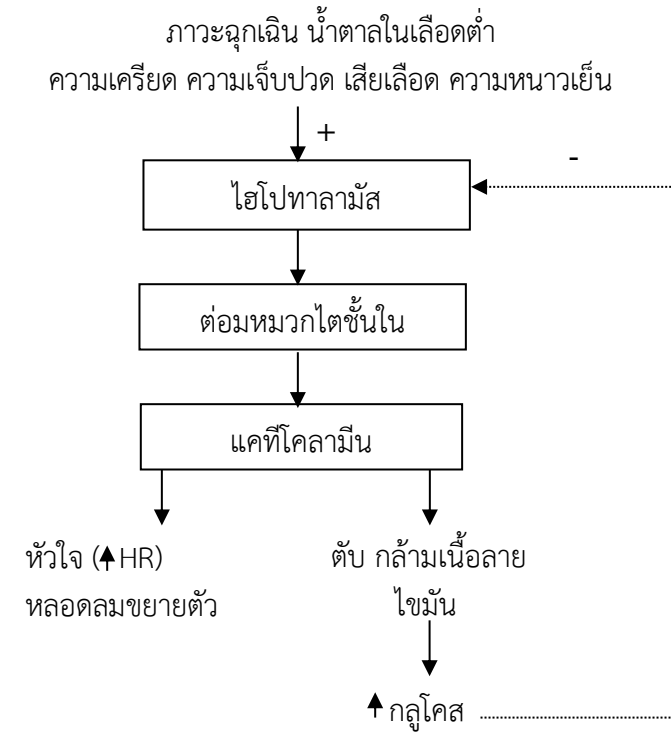 ภาวะฉุกเฉิน น้ำตาลในเลือดต่ำ
ความเครียด ความเจ็บปวด เสียเลือด ความหนาวเย็น
+
-
ไฮโปทาลามัส
ต่อมหมวกไตชั้นใน
แคทีโคลามีน
หัวใจ (↑HR)
หลอดลมขยายตัว
ตับ กล้ามเนื้อลาย
ไขมัน
↑ กลูโคส